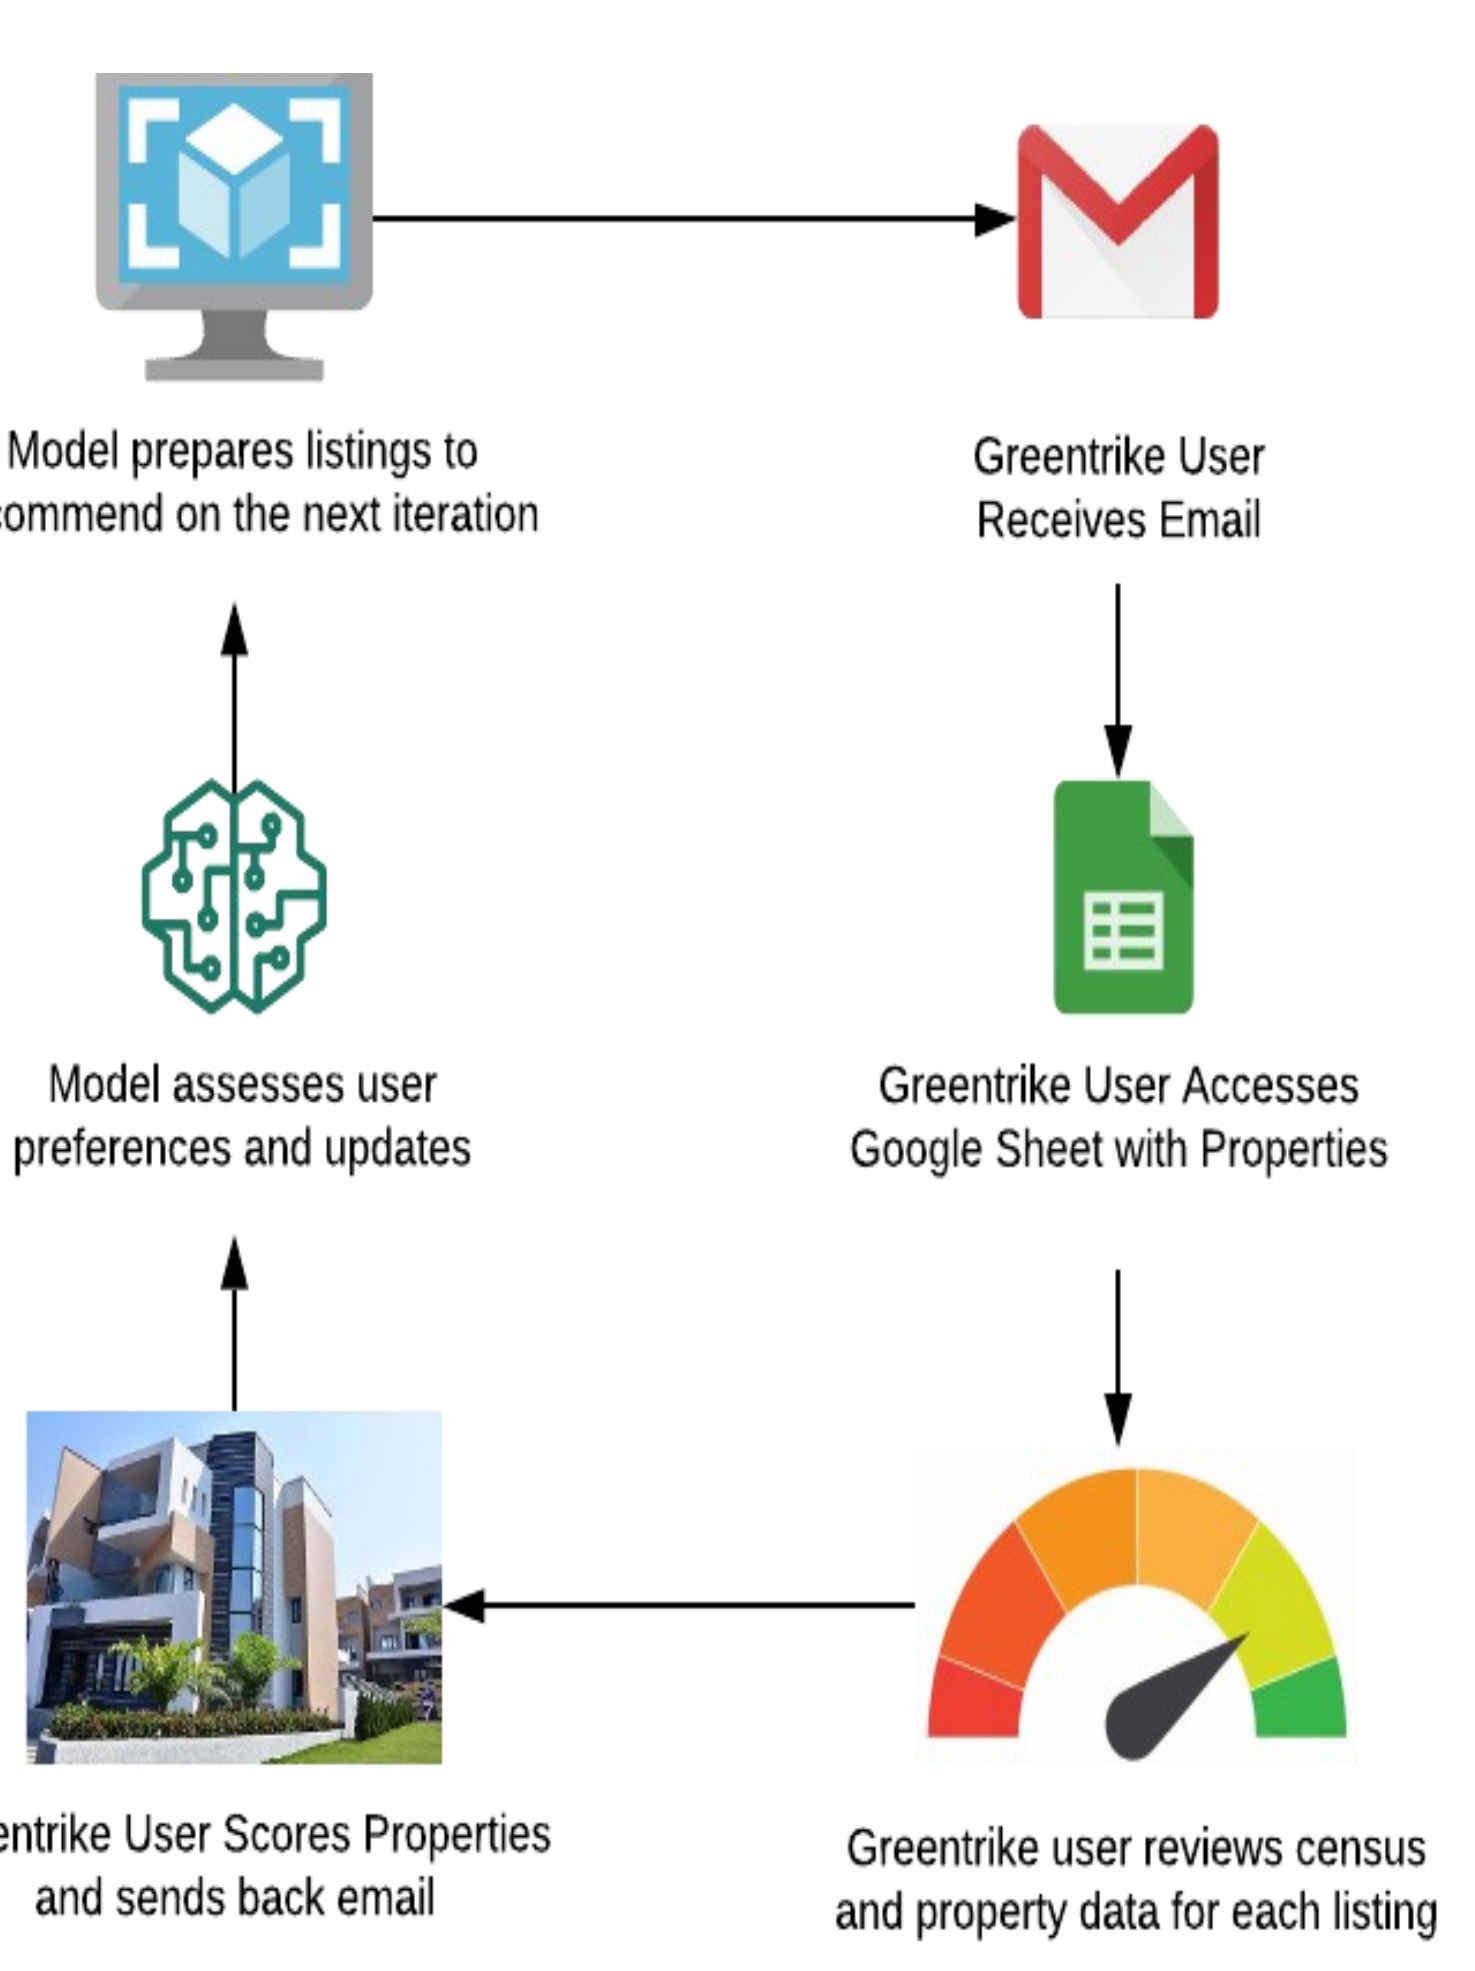 Model prepares listings to
commend on the next iteration
Greentrike User
Receives Email
Model assesses user
preferences and updates
Greentrike User Accesses
Google Sheet with Properties
entrike User Scores Properties
and sends back email
Greentrike user reviews census
and property data for each listing